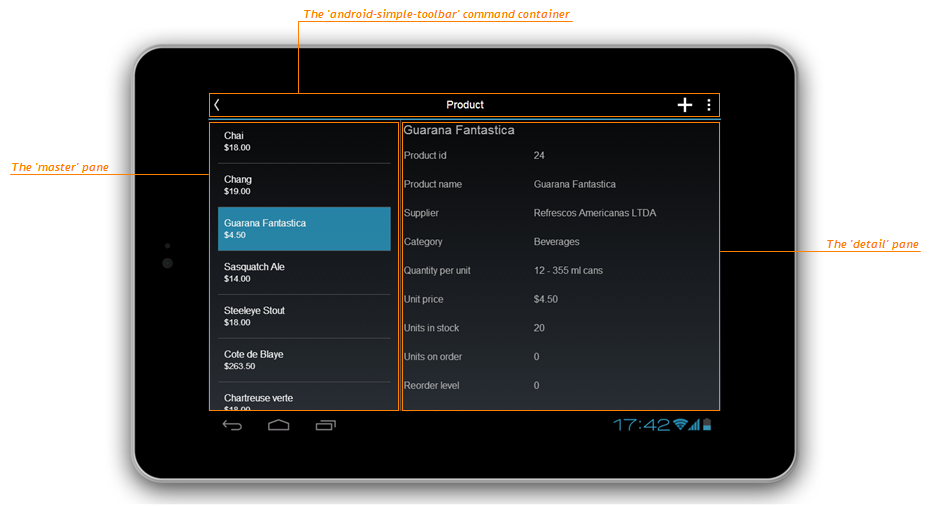 The 'android-simple-toolbar' command container
Product
The 'master' pane
Chai
$18.00
Chang
$19.00
Guarana Fantastica
$4.50
Sasquatch Ale
$14.00
Steeleye Stout
$18.00
Cote de Blaye
$263.50
Chartreuse verte
$18.00
Guarana Fantastica
Product id 24
Product name Guarana Fantastica
Supplier Refrescos Americanas LTDA
Category Beverages
Quantity per unit 12 - 355 ml cans
Unit price $4.50
Units in stock 20
Units on order 0
Reorder level 0
The 'detail' pane
17:42